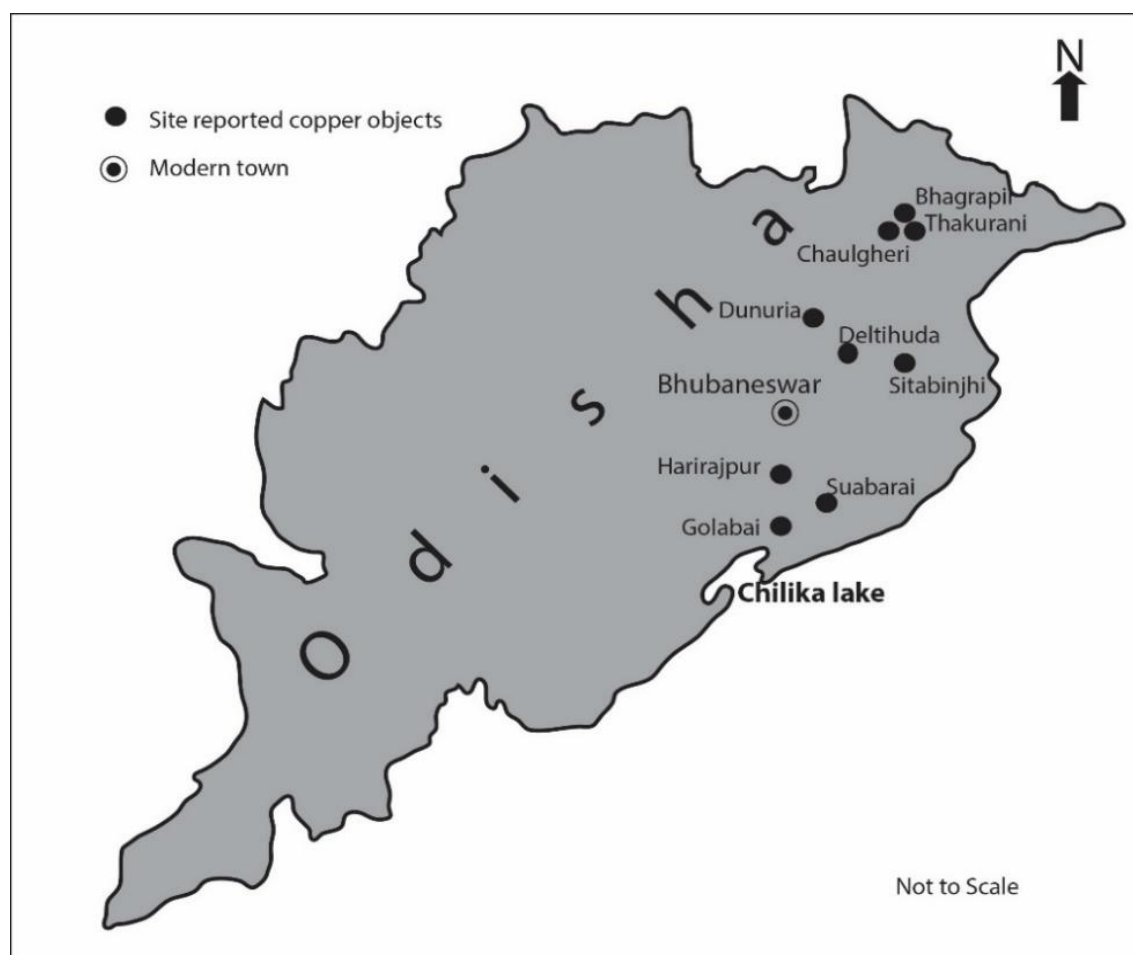 N
Site reported copper objects
Modern town
Bhagrapir
Thakurani
Chaulgheri
Dunuria
Deltihuda
Sitabinjhi
Bhubaneswar
Harirajpur
Suabarai
Golabai
Chilika lake
Odisha
Not to Scale